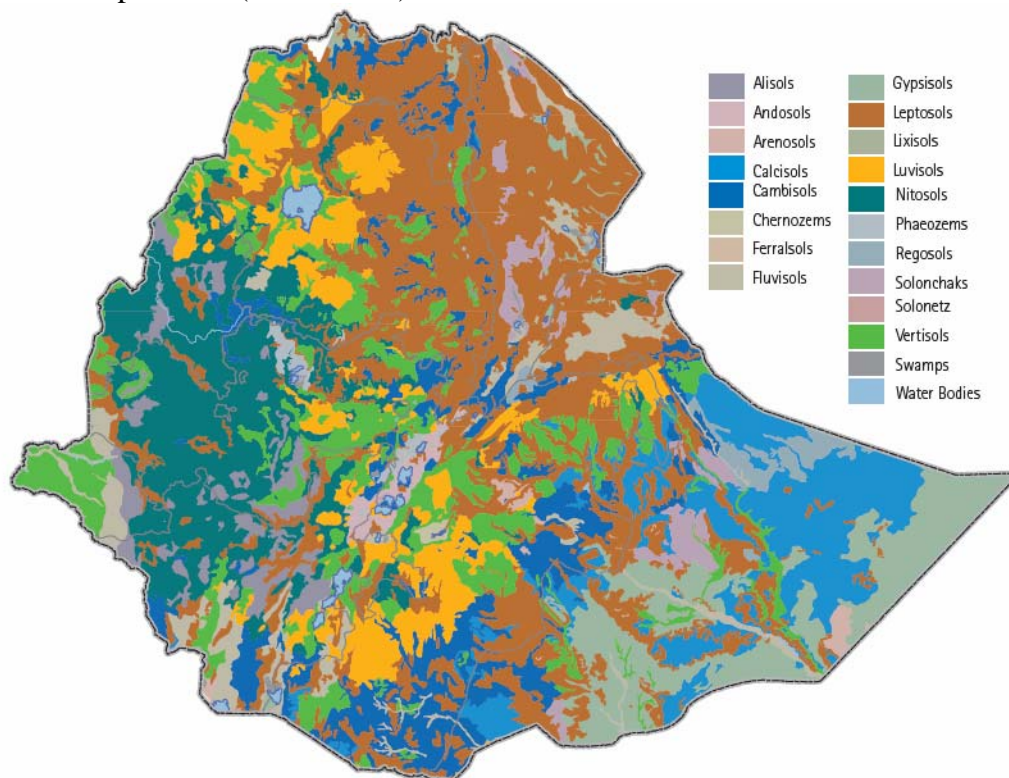 Alisols
Andosols
Arenosols
Calcisols
Cambisols
Chernozems
Ferralsols
Fluvisols
Gypsisols
Leptosols
Lixisols
Luvisols
Nitosols
Phaeozems
Regosols
Solonchaks
Solonetz
Vertisols
Swamps
Water Bodies